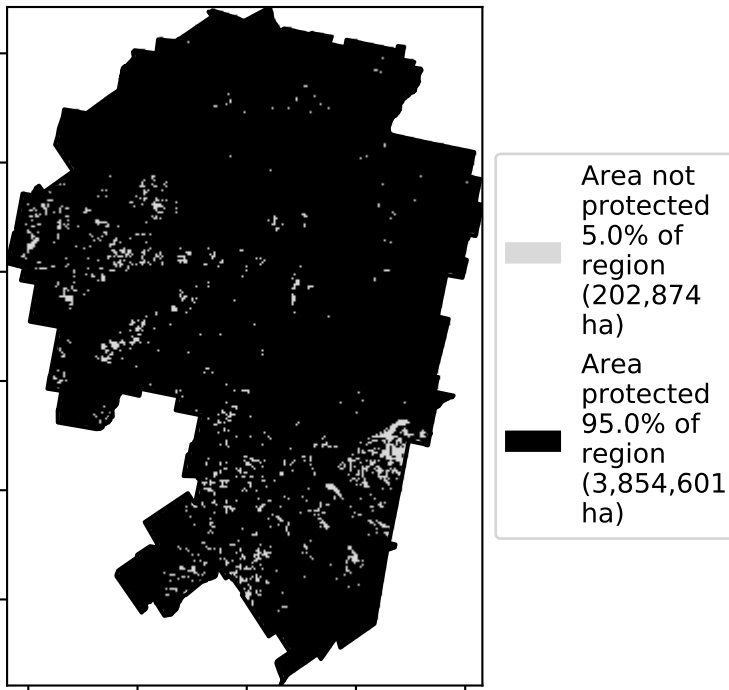 Area not
protected
5.0% of
region
(202,874
ha)
Area
protected
95.0% of
region
(3,854,601
ha)